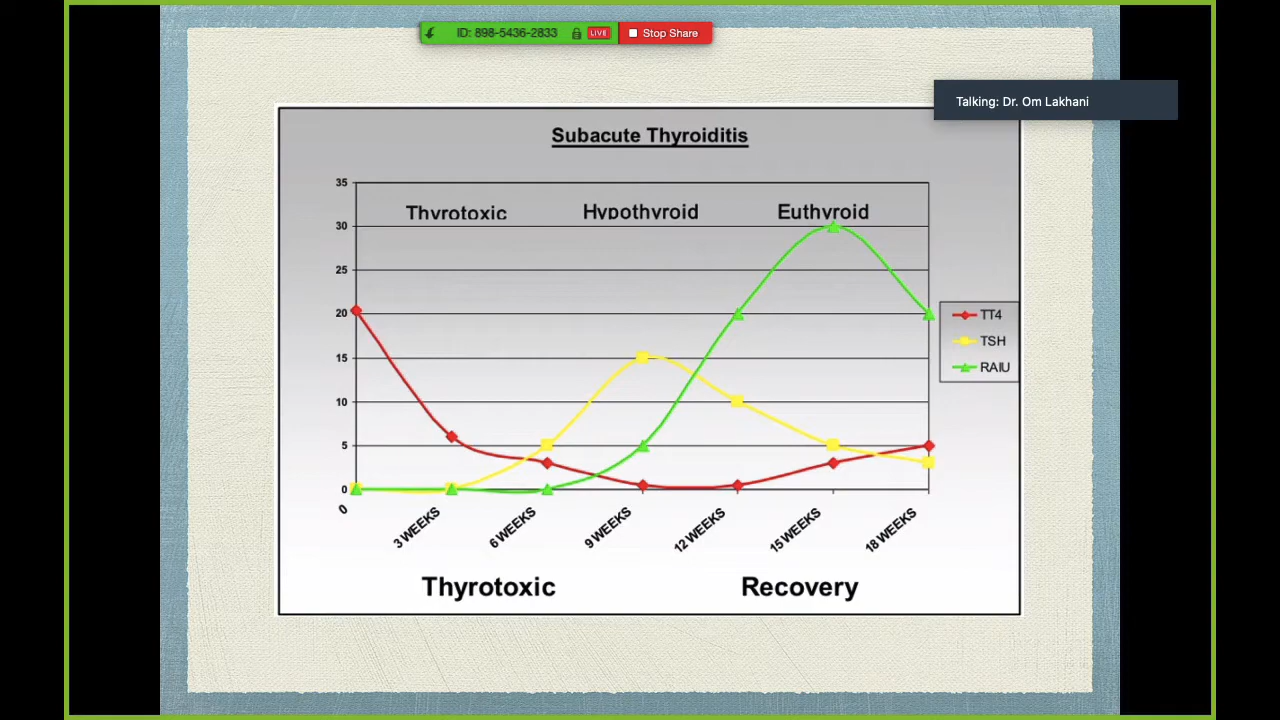 ID: 898-5436-2833 LIVE Stop Share
Talking: Dr. Om Lakhani
Subacute Thyroiditis
35
Thyrotoxic Hypothyroid Euthyroid
30
25
20
15
10
5
0
TT4
TSH
RAIU
0 3 WEEKS 6 WEEKS 9 WEEKS 12 WEEKS 15 WEEKS 18 WEEKS
Thyrotoxic Recovery